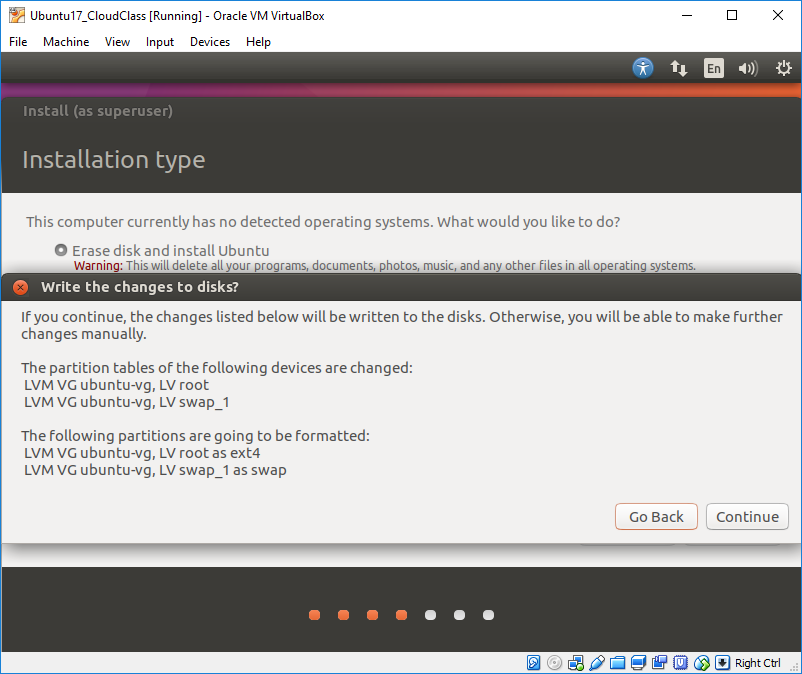 Ubuntu17_CloudClass [Running] - Oracle VM VirtualBox
File Machine View Input Devices Help
En
Install (as superuser)
Installation type
This computer currently has no detected operating systems. What would you like to do?
Erase disk and install Ubuntu
Warning: This will delete all your programs, documents, photos, music, and any other files in all operating systems.
Write the changes to disks?
If you continue, the changes listed below will be written to the disks. Otherwise, you will be able to make further
changes manually.
The partition tables of the following devices are changed:
LVM VG ubuntu-vg, LV root
LVM VG ubuntu-vg, LV swap_1
The following partitions are going to be formatted:
LVM VG ubuntu-vg, LV root as ext4
LVM VG ubuntu-vg, LV swap_1 as swap
Go Back Continue
Right Ctrl